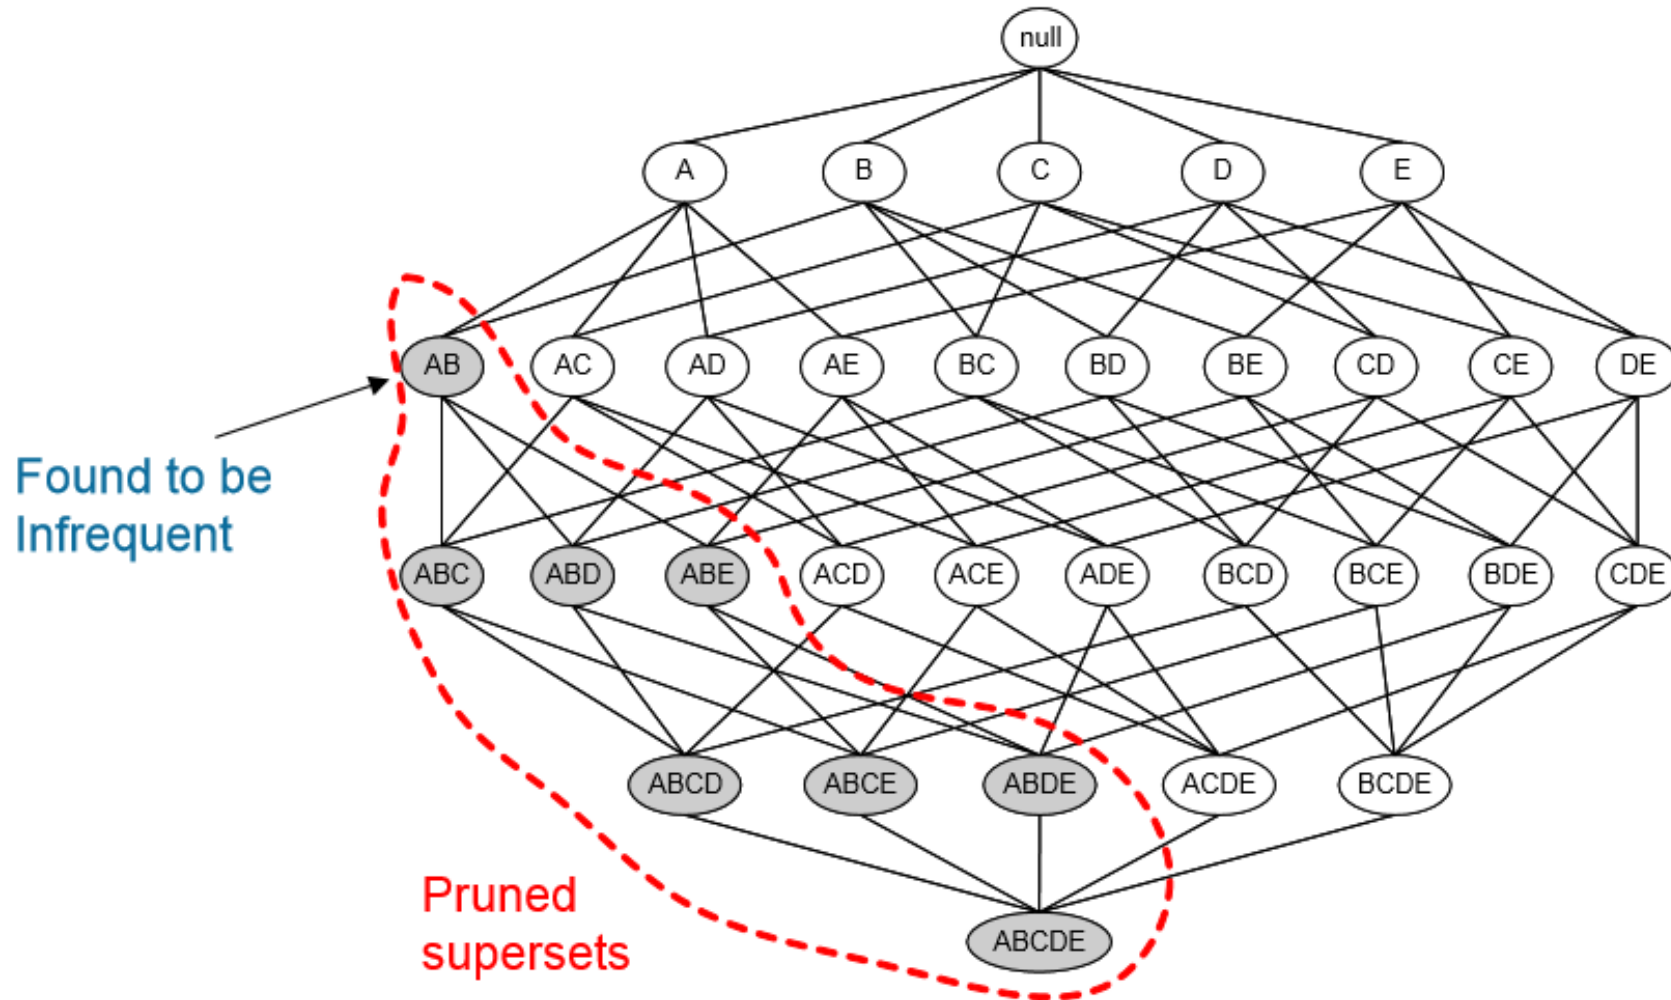 null
A B C D E
AB AC AD AE BC BD BE CD CE DE
Found to be
Infrequent
ABC ABD ABE ACD ACE ADE BCD BCE BDE CDE
ABCD ABCE ABDE ACDE BCDE
Pruned
supersets
ABCDE